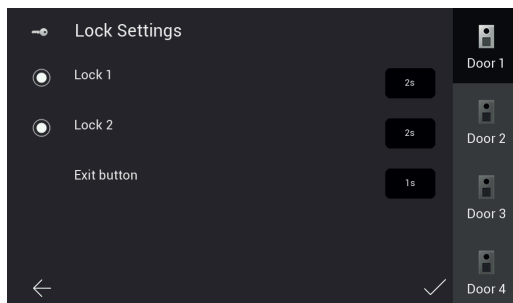 Lock Settings
Lock 1
2s
Lock 2
2s
Exit button
1s
Door 1
Door 2
Door 3
Door 4